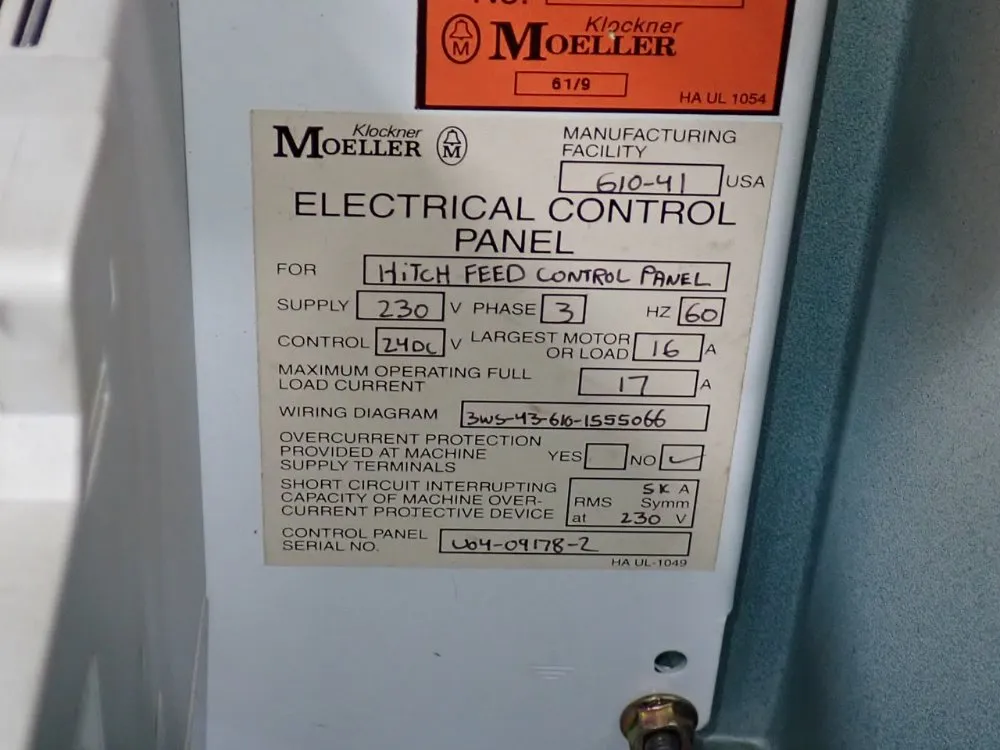 Klockner
MOELLER
61/9
HA UL 1054
Klockner
MOELLER
M
MANUFACTURING
FACILITY
610-41 USA
ELECTRICAL CONTROL
PANEL
FOR HITCH FEED CONTROL PANEL
SUPPLY 230 V PHASE 3 HZ 60
CONTROL 24DC V LARGEST MOTOR
OR LOAD 16 A
MAXIMUM OPERATING FULL
LOAD CURRENT 17 A
WIRING DIAGRAM 3WS-43-610-1555066
OVERCURRENT PROTECTION
PROVIDED AT MACHINE
SUPPLY TERMINALS YES NO ✓
SHORT CIRCUIT INTERRUPTING
CAPACITY OF MACHINE OVER-
CURRENT PROTECTIVE DEVICE
5K A
RMS Symm
at 230 V
CONTROL PANEL
SERIAL NO. U04-09178-2
HA UL-1049